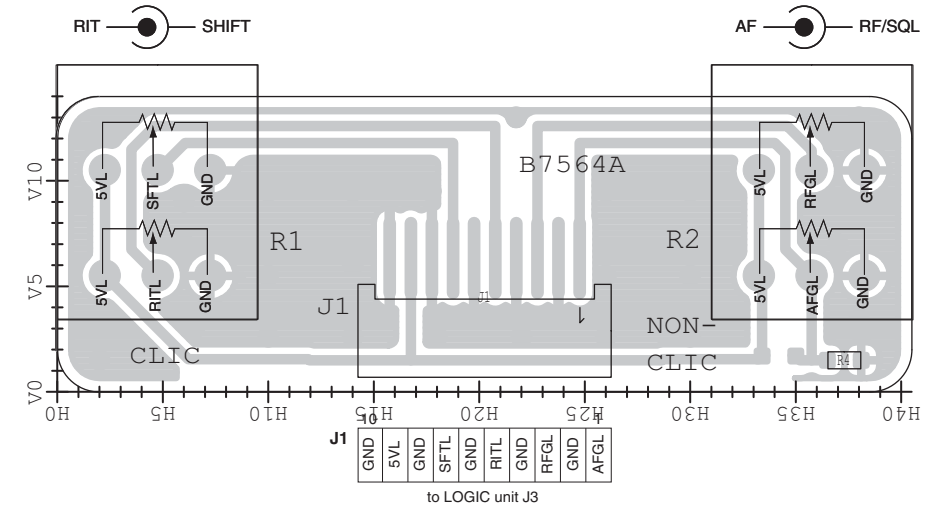 RIT SHIFT
AF RF/SQL
5VL SFTL GND
5VL RFGL GND
B7564A
R1
R2
5VL RITL GND
5VL AFGL GND
J1
J1
1
NON-
CLIC
CLIC
R4
V10
V5
V0
H0 H5 H10 H15 H20 H25 H30 H35 H40
10 1
J1
GND 5VL GND SFTL GND RITL GND RFGL GND AFGL
to LOGIC unit J3